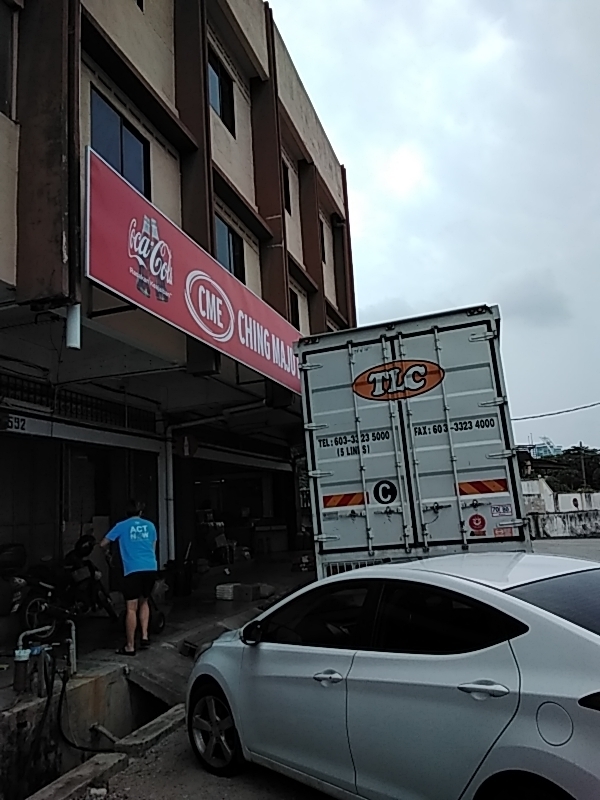 Coca-Cola
CME
CHING MAJU
TLC
TEL: 603-3323 5000
(5 LINES)
FAX: 603-3323 4000
C
592
ACT
NOW